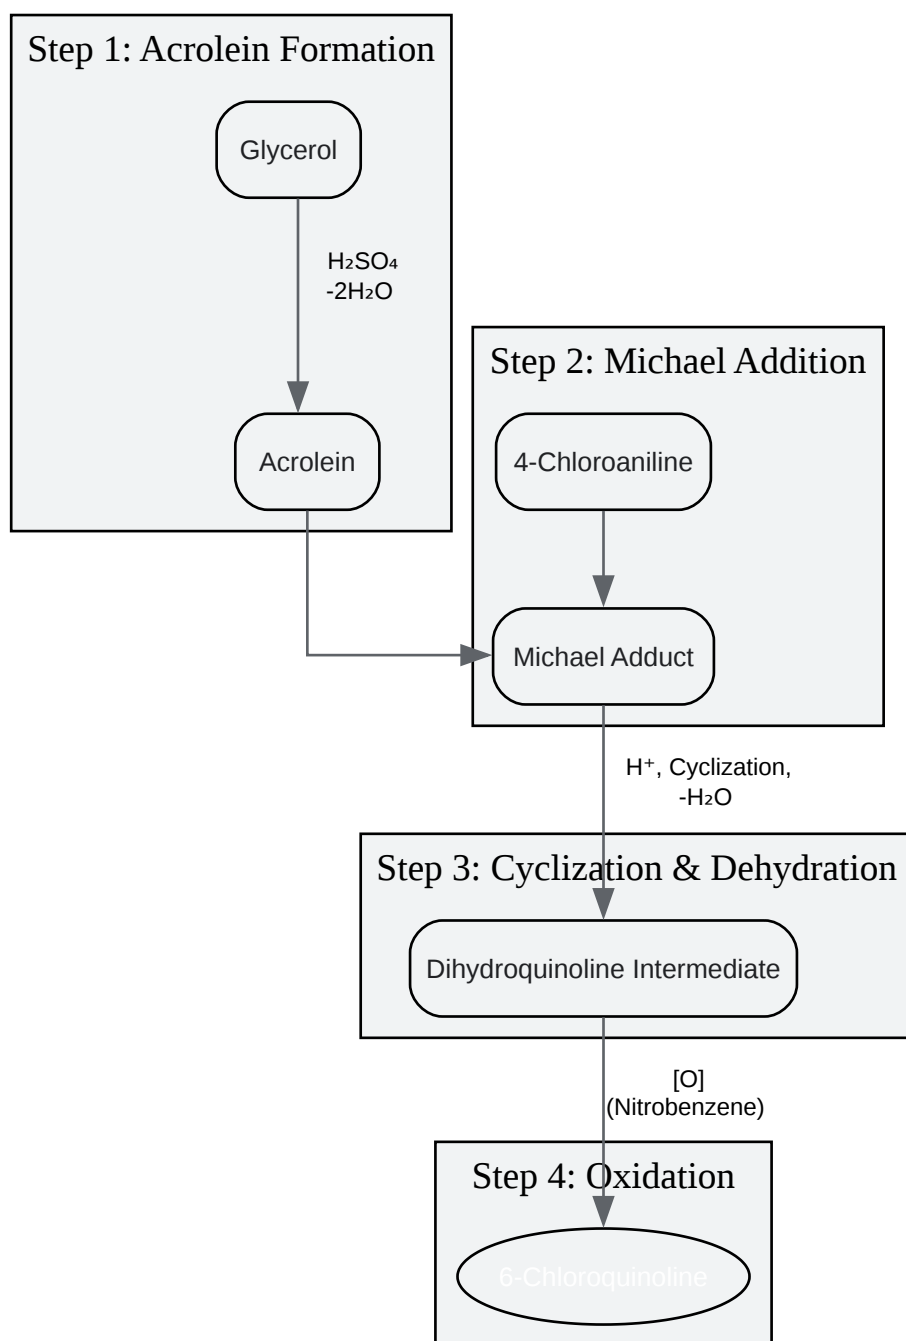 Step 1: Acrolein Formation
Glycerol
H₂SO₄
-2H₂O
Acrolein
Step 2: Michael Addition
4-Chloroaniline
Michael Adduct
H⁺, Cyclization,
-H₂O
Step 3: Cyclization & Dehydration
Dihydroquinoline Intermediate
[O]
(Nitrobenzene)
Step 4: Oxidation
6-Chloroquinoline